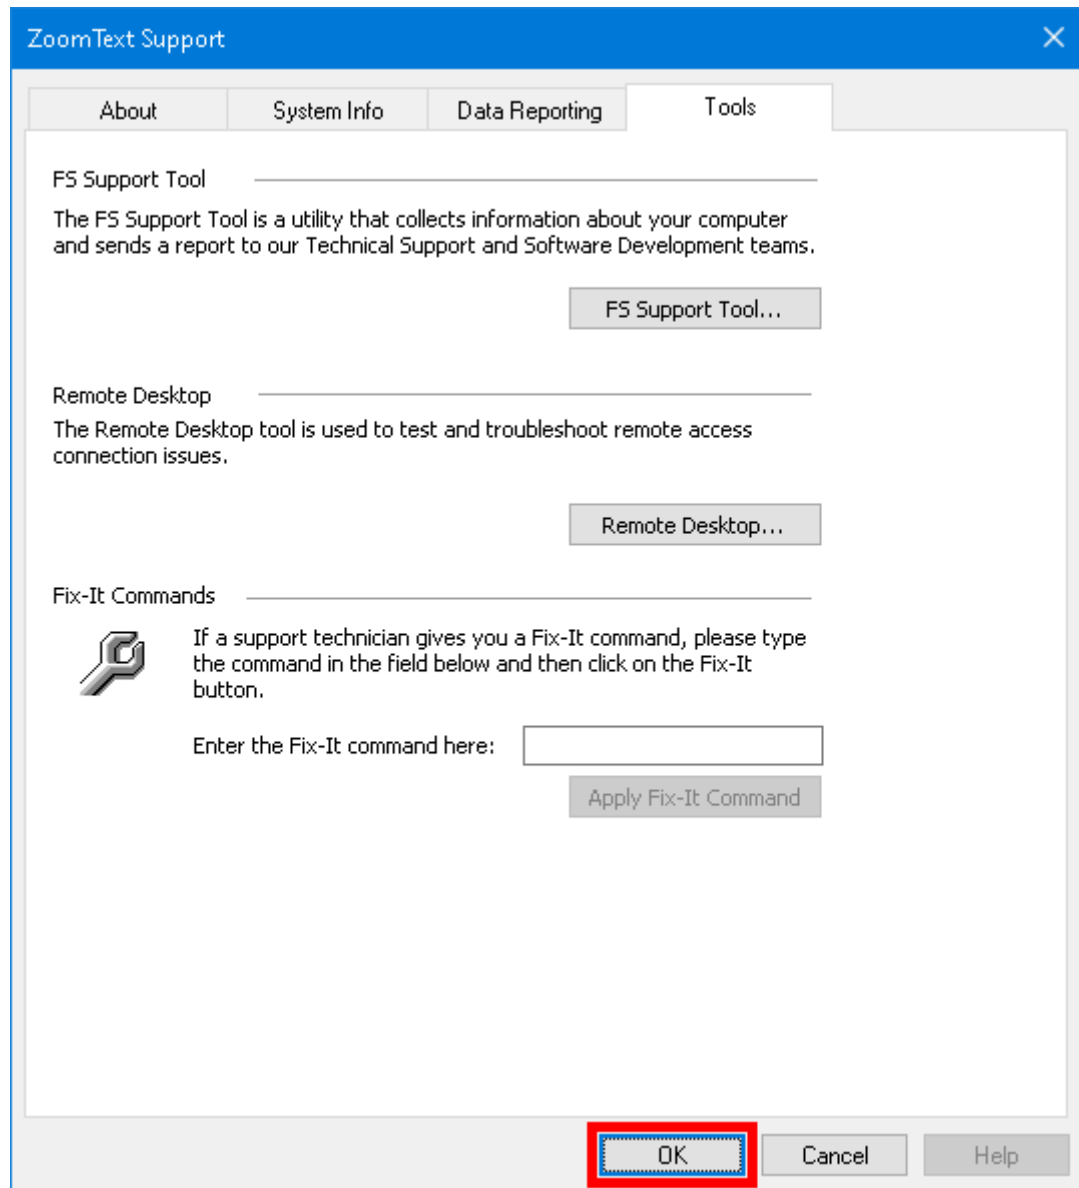 ZoomText Support
About
System Info
Data Reporting
Tools
FS Support Tool
The FS Support Tool is a utility that collects information about your computer
and sends a report to our Technical Support and Software Development teams.
FS Support Tool...
Remote Desktop
The Remote Desktop tool is used to test and troubleshoot remote access
connection issues.
Remote Desktop...
Fix-It Commands
If a support technician gives you a Fix-It command, please type
the command in the field below and then click on the Fix-It
button.
Enter the Fix-It command here:
Apply Fix-It Command
OK
Cancel
Help